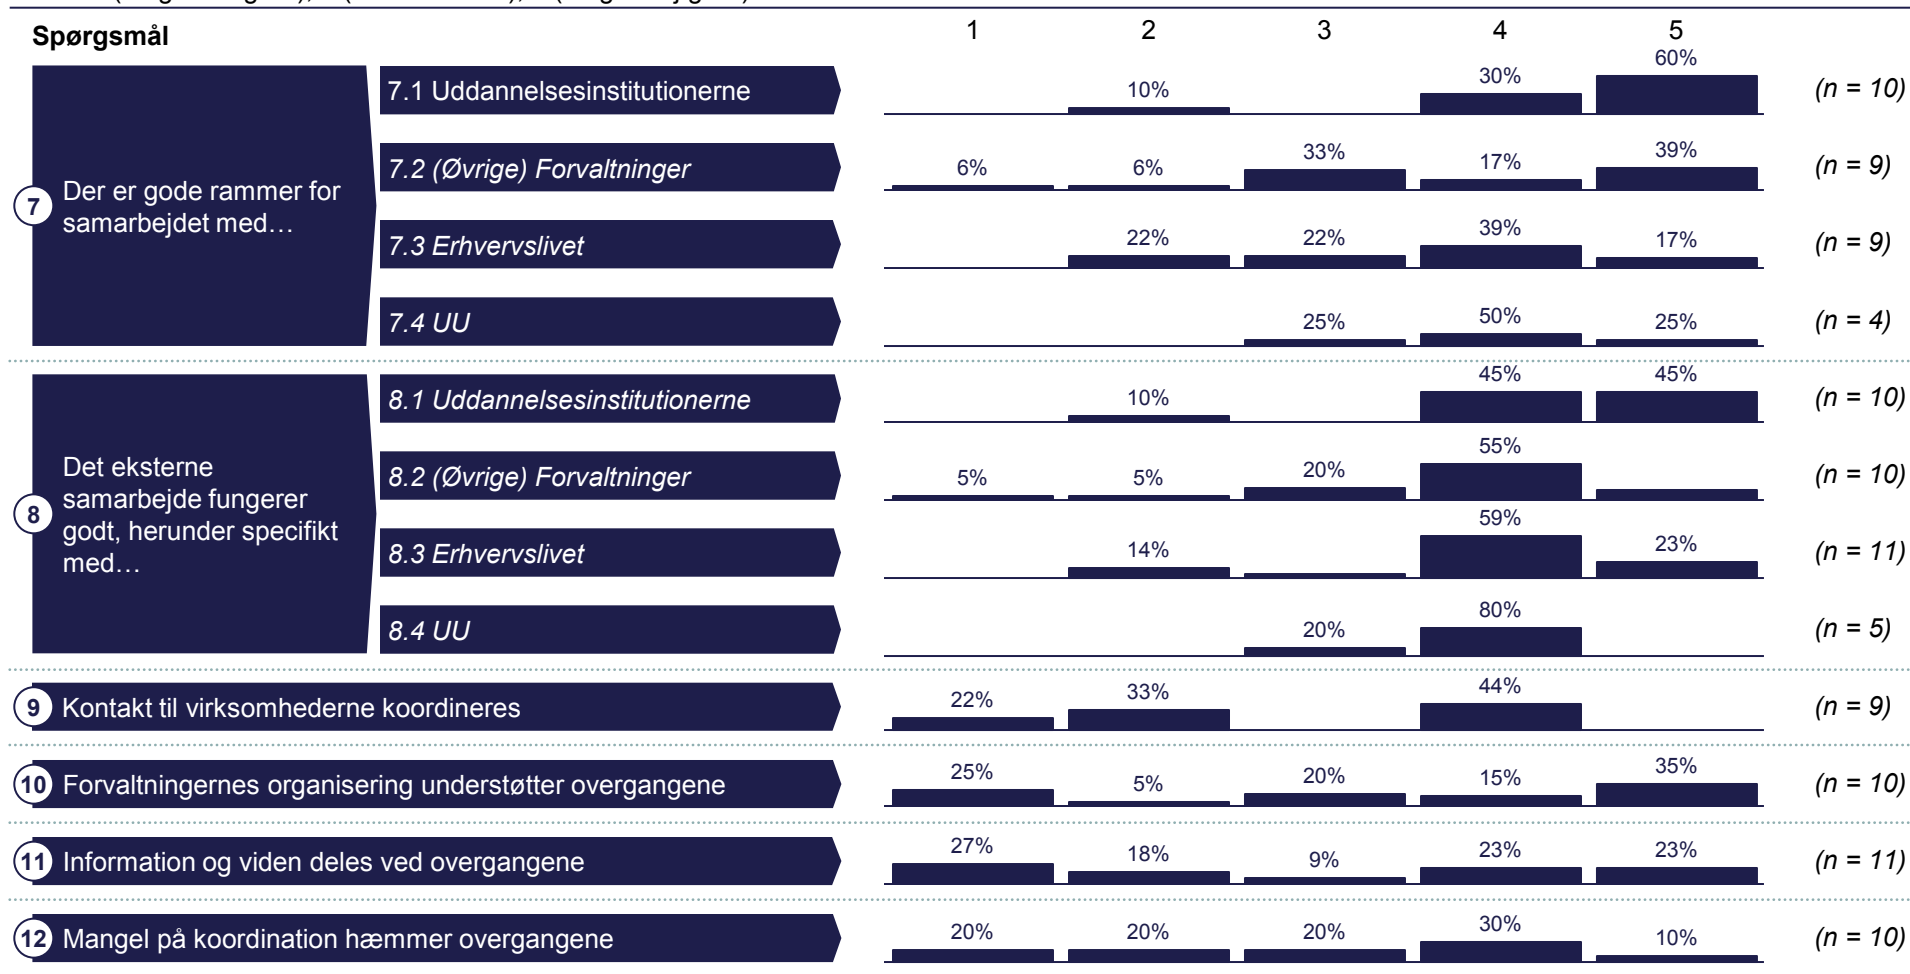 Spørgsmål 1 2 3 4 5
7 Der er gode rammer for
samarbejdet med…
7.1 Uddannelsesinstitutionerne 10% 30% 60% (n = 10)
7.2 (Øvrige) Forvaltninger 6% 6% 33% 17% 39% (n = 9)
7.3 Erhvervslivet 22% 22% 39% 17% (n = 9)
7.4 UU 25% 50% 25% (n = 4)
8 Det eksterne
samarbejde fungerer
godt, herunder specifikt
med…
8.1 Uddannelsesinstitutionerne 10% 45% 45% (n = 10)
8.2 (Øvrige) Forvaltninger 5% 5% 20% 55% (n = 10)
8.3 Erhvervslivet 14% 59% 23% (n = 11)
8.4 UU 20% 80% (n = 5)
9 Kontakt til virksomhederne koordineres 22% 33% 44% (n = 9)
10 Forvaltningernes organisering understøtter overgangene 25% 5% 20% 15% 35% (n = 10)
11 Information og viden deles ved overgangene 27% 18% 9% 23% 23% (n = 11)
12 Mangel på koordination hæmmer overgangene 20% 20% 20% 30% 10% (n = 10)